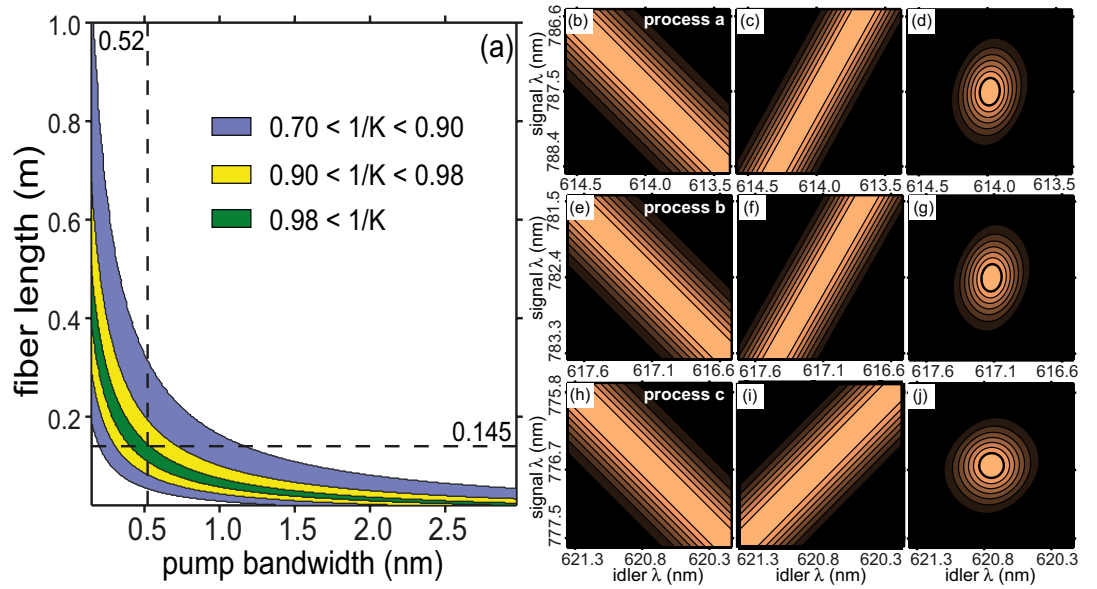 (a)
0.52
0.145
0.70 < 1/K < 0.90
0.90 < 1/K < 0.98
0.98 < 1/K
fiber length (m)
1.0
0.8
0.6
0.4
0.2
0.5 1.0 1.5 2.0 2.5
pump bandwidth (nm)
(b) process a (c) (d)
signal λ (nm)
786.6 787.5 788.4
614.5 614.0 613.5 614.5 614.0 613.5 614.5 614.0 613.5
(e) process b (f) (g)
signal λ (nm)
781.5 782.4 783.3
617.6 617.1 616.6 617.6 617.1 616.6 617.6 617.1 616.6
(h) process c (i) (j)
signal λ (nm)
775.8 776.7 777.5
621.3 620.8 620.3 621.3 620.8 620.3 621.3 620.8 620.3
idler λ (nm) idler λ (nm) idler λ (nm)